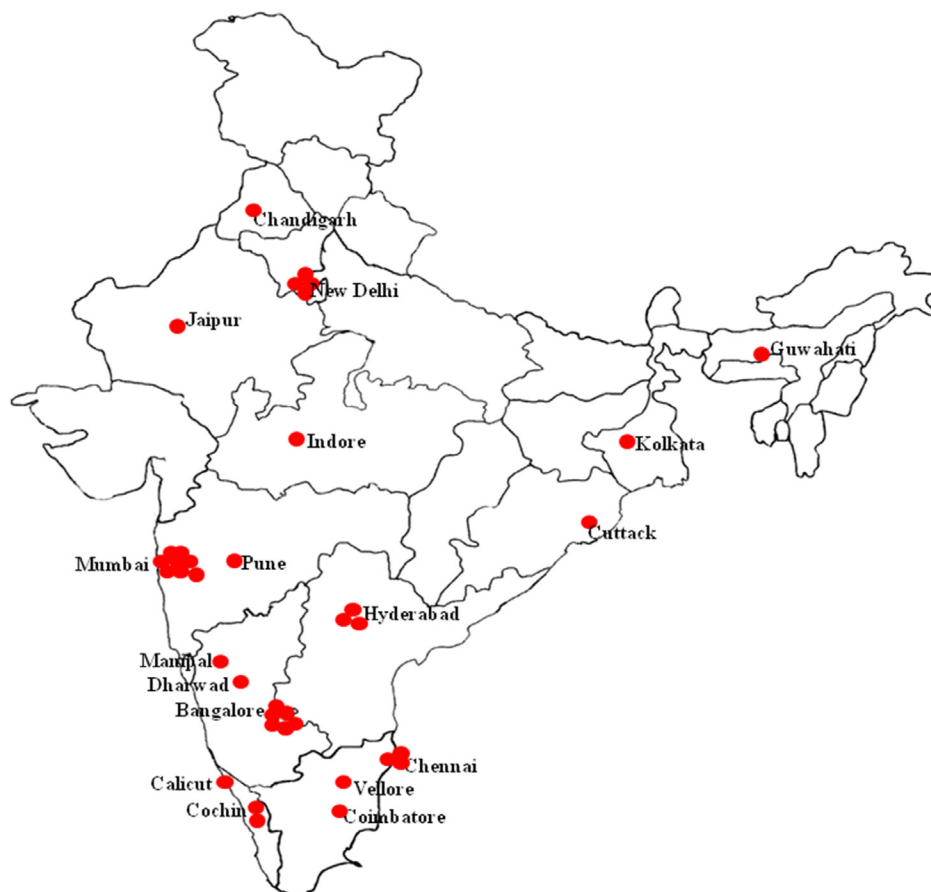 Chandigarh
New Delhi
Jaipur
Guwahati
Indore
Kolkata
Cuttack
Mumbai
Pune
Hyderabad
Manipal
Dharwad
Bangalore
Chennai
Calicut
Vellore
Cochin
Coimbatore